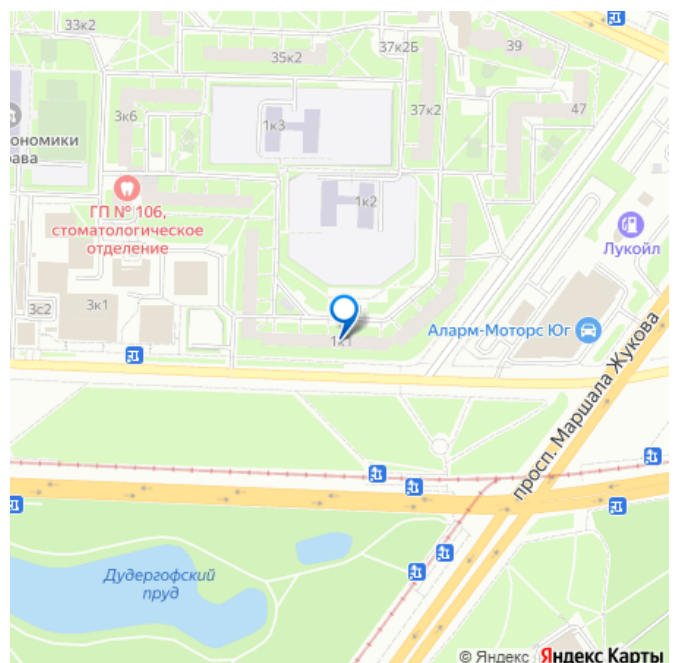 33к2
35к2
37к2Б
39
37к2
47
3к6
1к3
ономики
рава
1к2
ГП № 106,
стоматологическое
отделение
Лукойл
3к1
3с2
1к1
Аларм-Моторс Юг
просп. Маршала Жукова
Дудергофский
пруд
© Яндекс Яндекс Карты